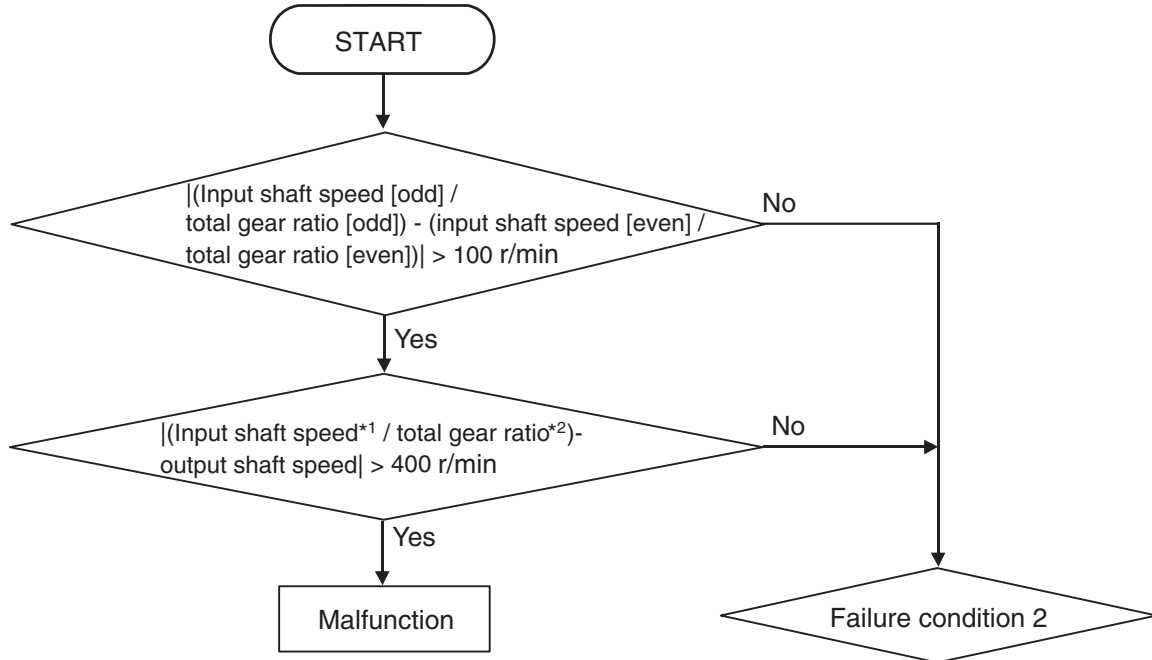 START
|(Input shaft speed [odd] /
total gear ratio [odd]) - (input shaft speed [even] /
total gear ratio [even])| > 100 r/min
No
Yes
|(Input shaft speed*1 / total gear ratio*2)-
output shaft speed| > 400 r/min
No
Yes
Malfunction
Failure condition 2